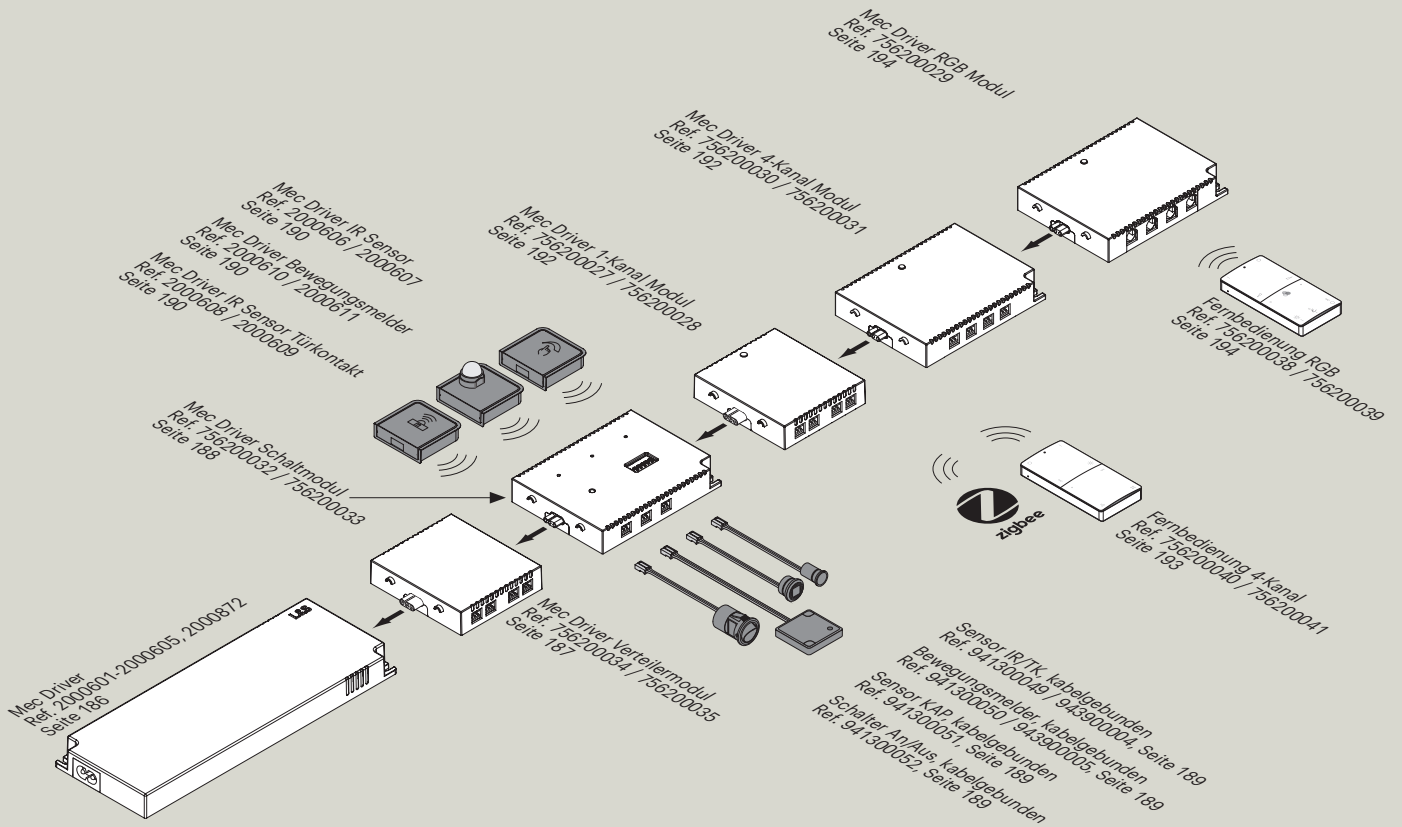 Mec Driver RGB Modul
Ref. 756200029
Seite 194
Mec Driver 4-Kanal Modul
Ref. 756200030 / 756200031
Seite 192
Mec Driver IR Sensor
Ref. 2000606 / 2000607
Seite 190
Mec Driver Bewegungsmelder
Ref. 2000610 / 2000611
Seite 190
Mec Driver IR Sensor Türkontakt
Ref. 2000608 / 2000609
Seite 190
Mec Driver 1-Kanal Modul
Ref. 756200027 / 756200028
Seite 192
Fernbedienung RGB
Ref. 756200038 / 756200039
Seite 194
Mec Driver Schaltmodul
Ref. 756200032 / 756200033
Seite 188
zigbee
Fernbedienung 4-Kanal
Ref. 756200040 / 756200041
Seite 193
Mec Driver
Ref. 2000601-2000605, 2000872
Seite 186
Mec Driver Verteilermodul
Ref. 756200034 / 756200035
Seite 187
Sensor IR/TK, kabelgebunden
Ref. 941300049 / 943900004, Seite 189
Bewegungsmelder, kabelgebunden
Ref. 941300050 / 943900005, Seite 189
Sensor KAP, kabelgebunden
Ref. 941300051, Seite 189
Schalter An/Aus, kabelgebunden
Ref. 941300052, Seite 189